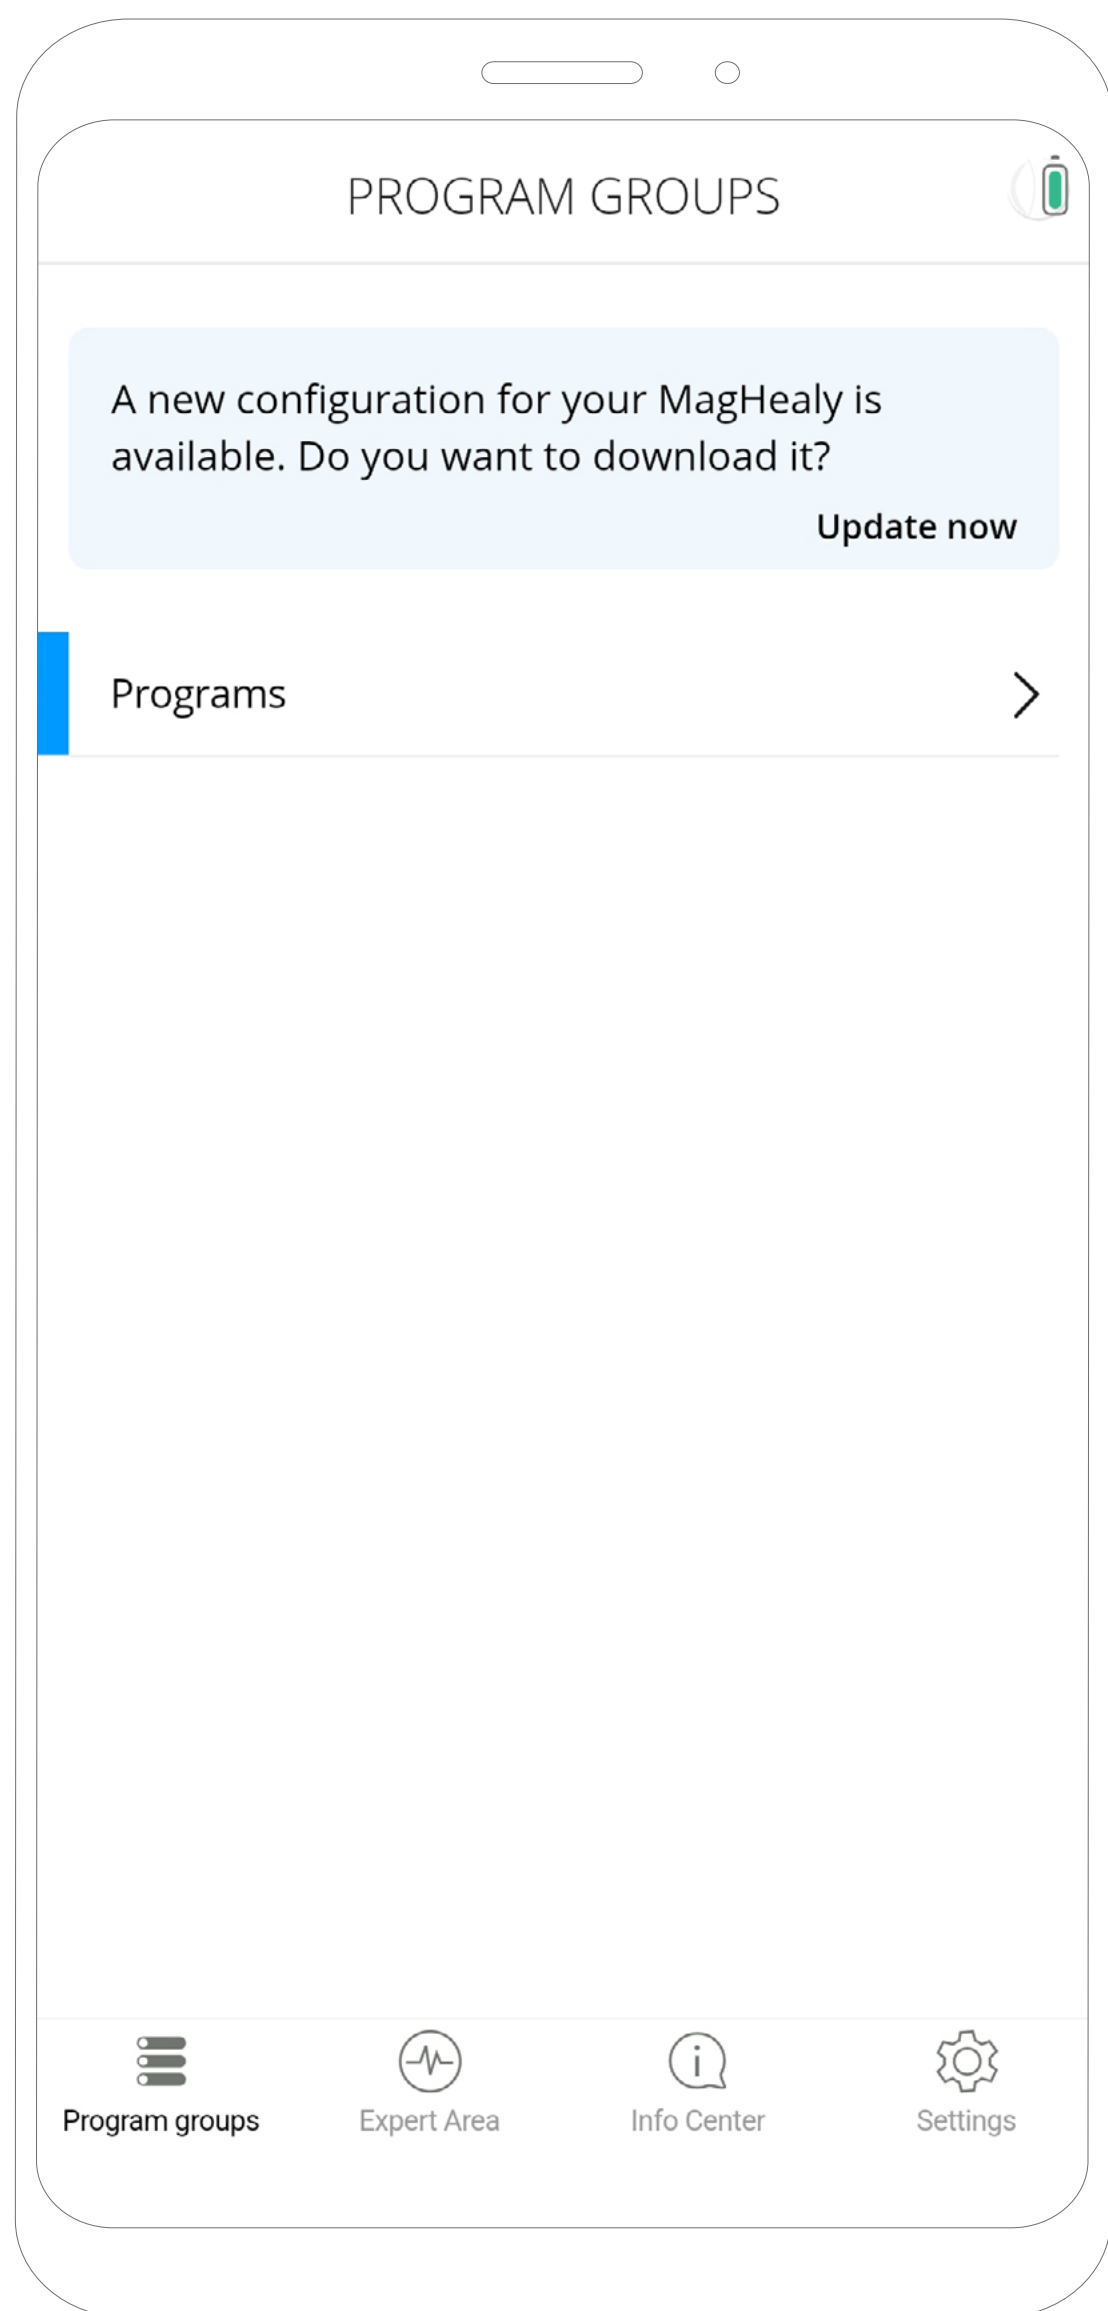 PROGRAM GROUPS
A new configuration for your MagHealy is
available. Do you want to download it?
Update now
Programs
Program groups
Expert Area
Info Center
Settings